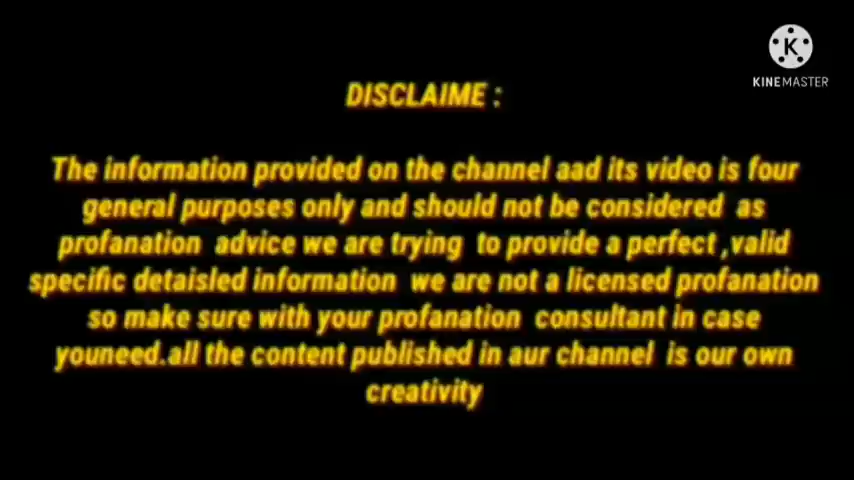 K
KINEMASTER
DISCLAIME :
The information provided on the channel aad its video is four
general purposes only and should not be considered as
profanation advice we are trying to provide a perfect ,valid
specific detaisled information we are not a licensed profanation
so make sure with your profanation consultant in case
youneed.all the content published in aur channel is our own
creativity